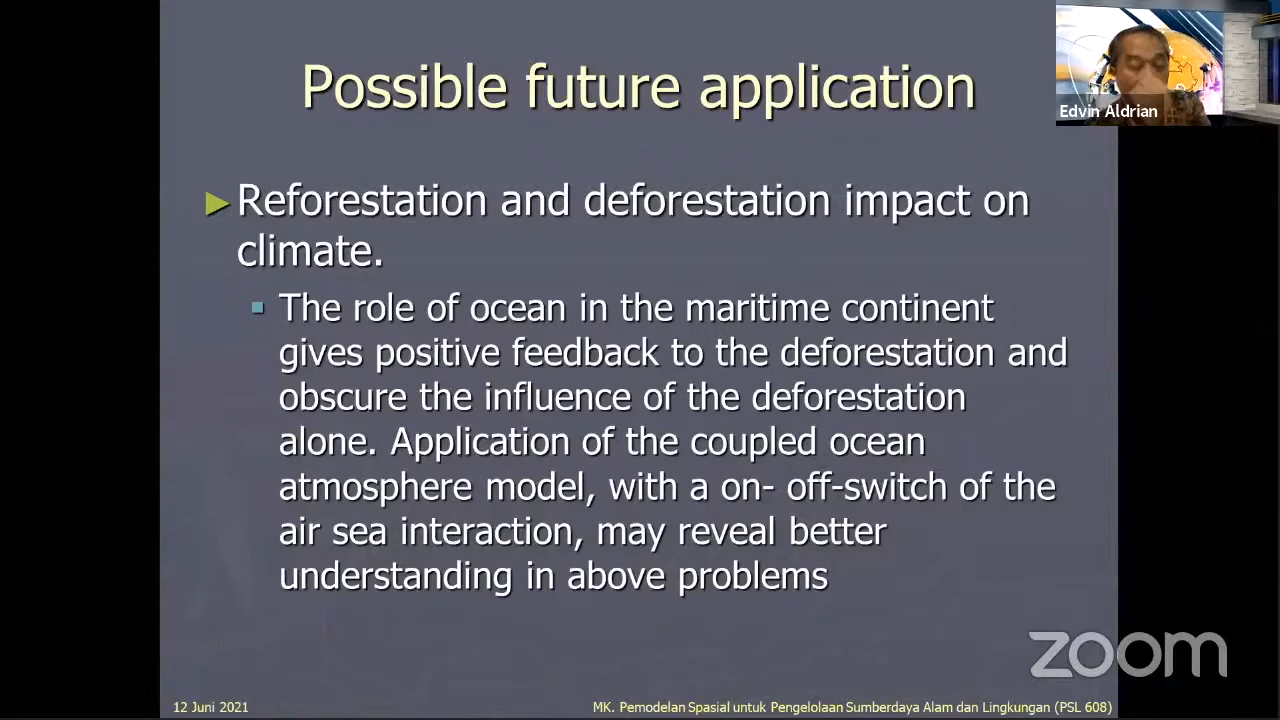 Possible future application
Edvin Aldrian
Reforestation and deforestation impact on
climate.
The role of ocean in the maritime continent
gives positive feedback to the deforestation and
obscure the influence of the deforestation
alone. Application of the coupled ocean
atmosphere model, with a on- off-switch of the
air sea interaction, may reveal better
understanding in above problems
zoom
12 Juni 2021
MK. Pemodelan Spasial untuk Pengelolaan Sumberdaya Alam dan Lingkungan (PSL 608)